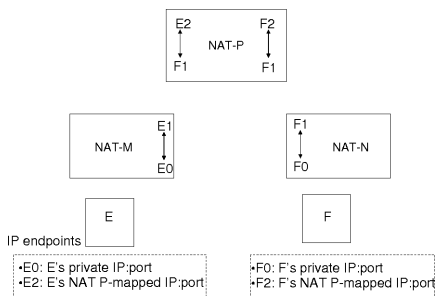 E2 F2
NAT-P
F1 F1
E1 F1
NAT-M NAT-N
E0 F0
E F
IP endpoints
•E0: E's private IP:port
•E2: E's NAT P-mapped IP:port
•F0: F's private IP:port
•F2: F's NAT P-mapped IP:port